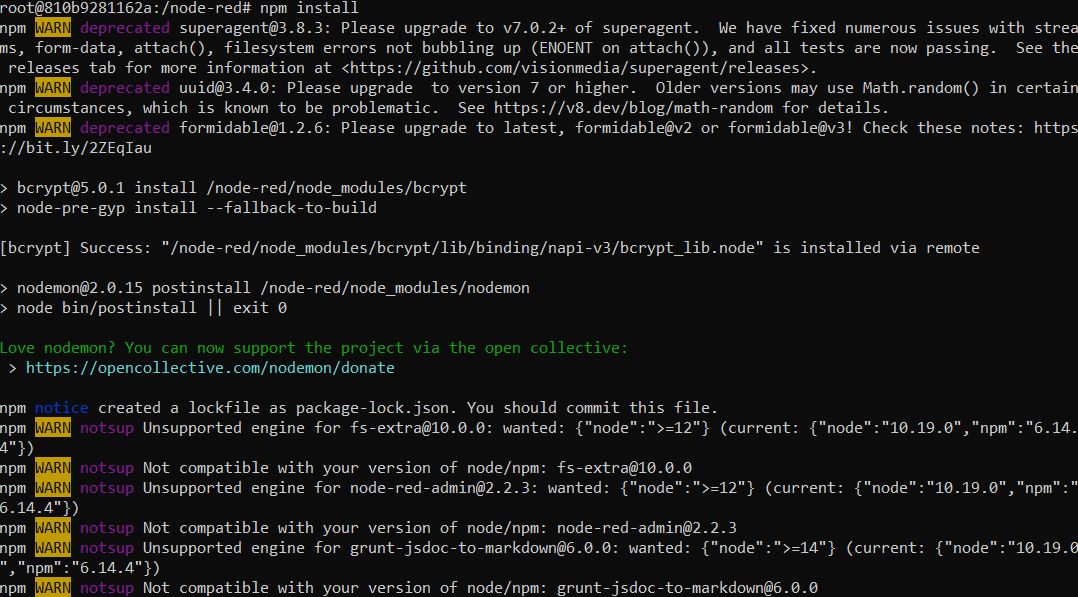 root@810b9281162a:/node-red# npm install
npm WARN deprecated superagent@3.8.3: Please upgrade to v7.0.2+ of superagent.  We have fixed numerous issues with strea
ms, form-data, attach(), filesystem errors not bubbling up (ENOENT on attach()), and all tests are now passing.  See the
 releases tab for more information at <https://github.com/visionmedia/superagent/releases>.
npm WARN deprecated uuid@3.4.0: Please upgrade  to version 7 or higher.  Older versions may use Math.random() in certain
 circumstances, which is known to be problematic.  See https://v8.dev/blog/math-random for details.
npm WARN deprecated formidable@1.2.6: Please upgrade to latest, formidable@v2 or formidable@v3! Check these notes: https
://bit.ly/2ZEqIau
> bcrypt@5.0.1 install /node-red/node_modules/bcrypt
> node-pre-gyp install --fallback-to-build
[bcrypt] Success: "/node-red/node_modules/bcrypt/lib/binding/napi-v3/bcrypt_lib.node" is installed via remote
> nodemon@2.0.15 postinstall /node-red/node_modules/nodemon
> node bin/postinstall || exit 0
Love nodemon? You can now support the project via the open collective:
 > https://opencollective.com/nodemon/donate
npm notice created a lockfile as package-lock.json. You should commit this file.
npm WARN notsup Unsupported engine for fs-extra@10.0.0: wanted: {"node":">=12"} (current: {"node":"10.19.0","npm":"6.14.
4"})
npm WARN notsup Not compatible with your version of node/npm: fs-extra@10.0.0
npm WARN notsup Unsupported engine for node-red-admin@2.2.3: wanted: {"node":">=12"} (current: {"node":"10.19.0","npm":"
6.14.4"})
npm WARN notsup Not compatible with your version of node/npm: node-red-admin@2.2.3
npm WARN notsup Unsupported engine for grunt-jsdoc-to-markdown@6.0.0: wanted: {"node":">=14"} (current: {"node":"10.19.0
","npm":"6.14.4"})
npm WARN notsup Not compatible with your version of node/npm: grunt-jsdoc-to-markdown@6.0.0